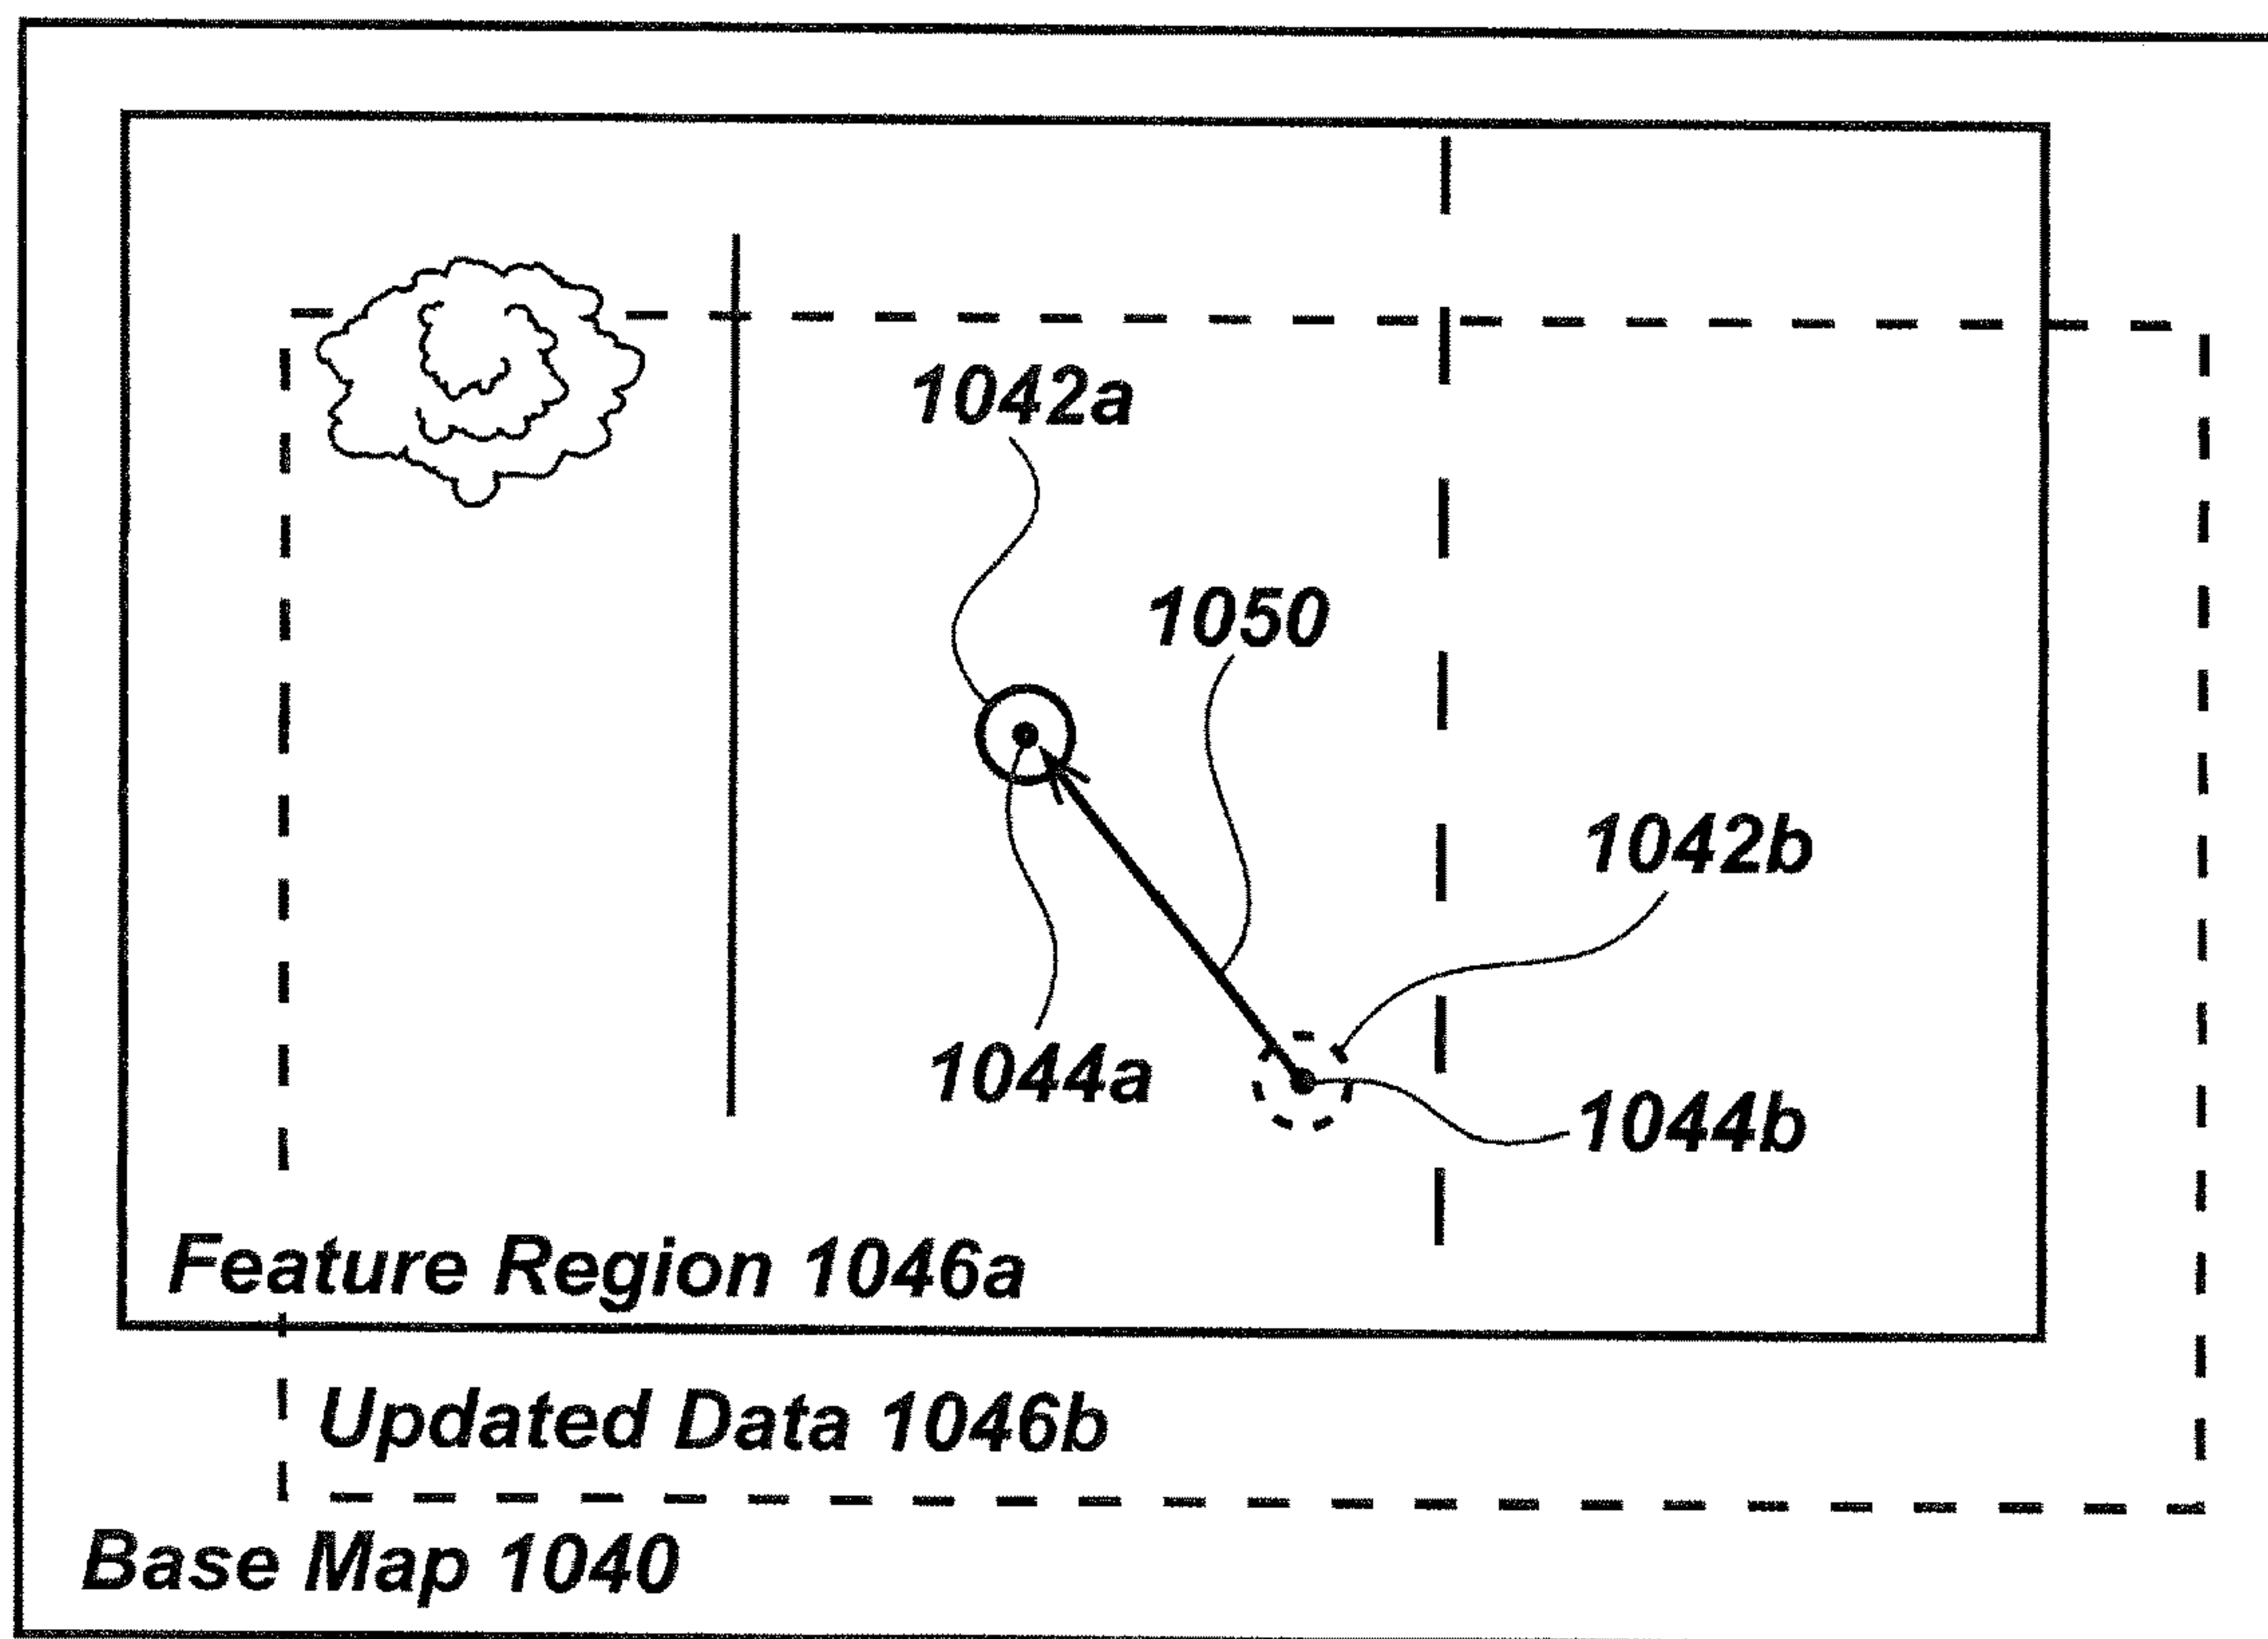 1042a
1050
1042b
1044a
1044b
Feature Region 1046a
Updated Data 1046b
Base Map 1040